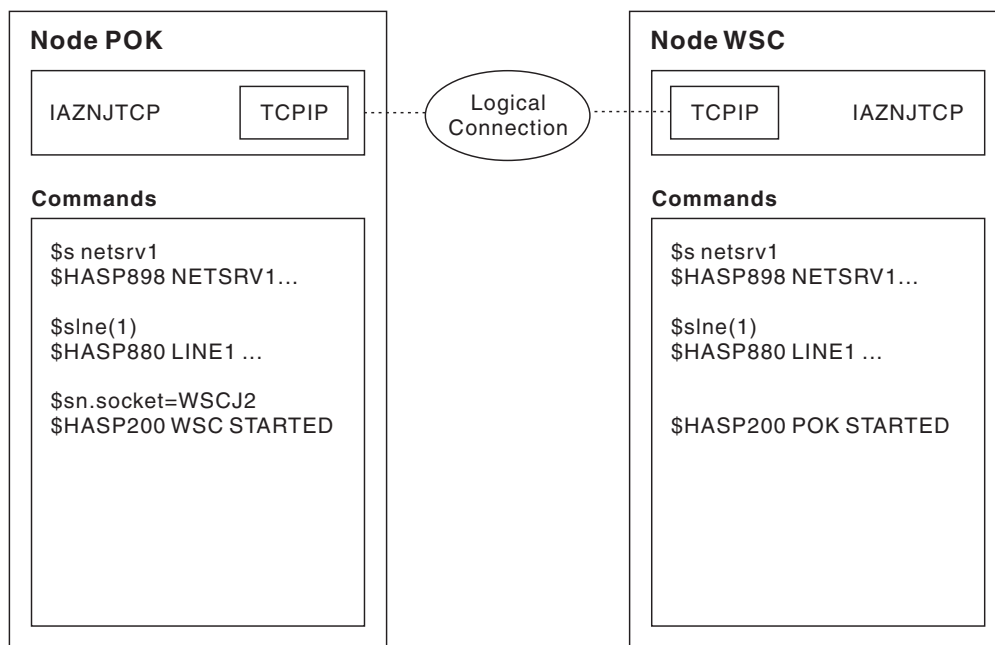 Node POK
IAZNJTCP
TCPIP
Logical
Connection
Node WSC
TCPIP
IAZNJTCP
Commands
$s netsrv1
$HASP898 NETSRV1...
$slne(1)
$HASP880 LINE1 ...
$sn.socket=WSCJ2
$HASP200 WSC STARTED
Commands
$s netsrv1
$HASP898 NETSRV1...
$slne(1)
$HASP880 LINE1 ...
$HASP200 POK STARTED